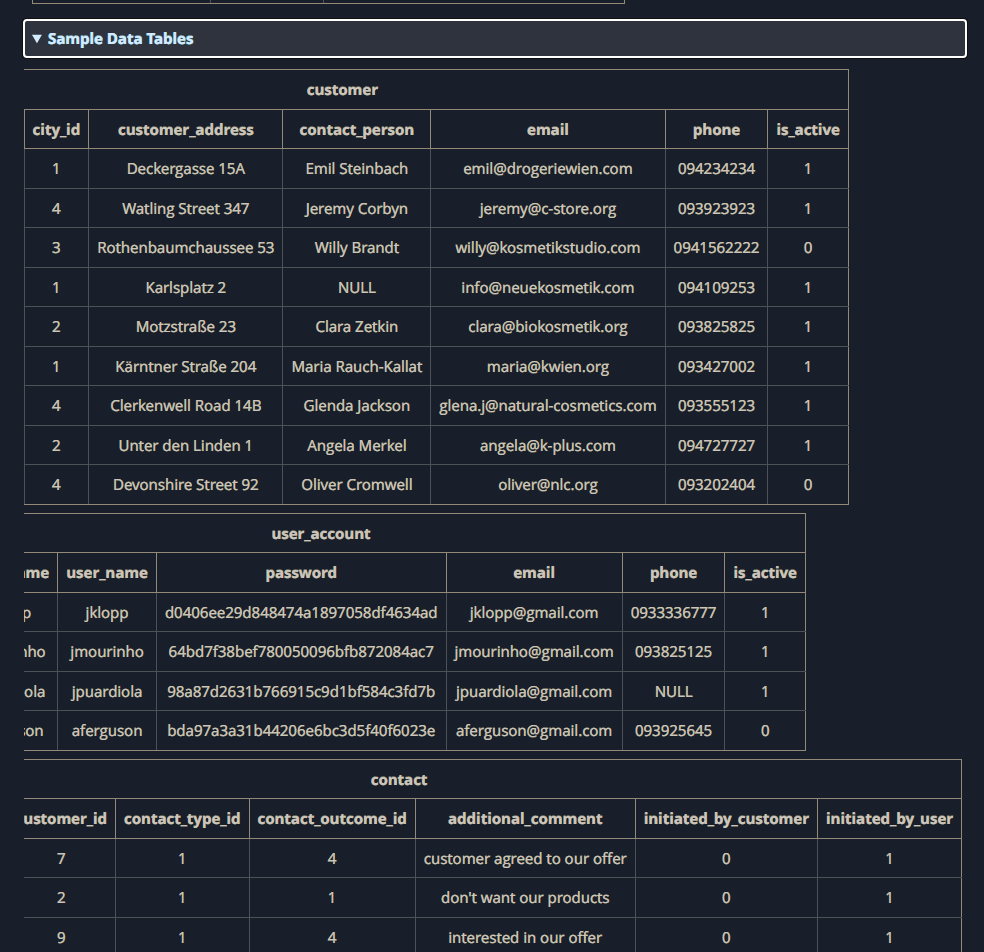 ▼ Sample Data Tables
customer
city_id customer_address contact_person email phone is_active
1 Deckergasse 15A Emil Steinbach emil@drogeriewien.com 094234234 1
4 Watling Street 347 Jeremy Corbyn jeremy@c-store.org 093923923 1
3 Rothenbaumchaussee 53 Willy Brandt willy@kosmetikstudio.com 0941562222 0
1 Karlsplatz 2 NULL info@neuekosmetik.com 094109253 1
2 Motzstraße 23 Clara Zetkin clara@biokosmetik.org 093825825 1
1 Kärntner Straße 204 Maria Rauch-Kallat maria@kwien.org 093427002 1
4 Clerkenwell Road 14B Glenda Jackson glena.j@natural-cosmetics.com 093555123 1
2 Unter den Linden 1 Angela Merkel angela@k-plus.com 094727727 1
4 Devonshire Street 92 Oliver Cromwell oliver@nlc.org 093202404 0
user_account
me user_name password email phone is_active
p jklopp d0406ee29d848474a1897058df4634ad jklopp@gmail.com 0933336777 1
nho jmourinho 64bd7f38bef780050096bfb872084ac7 jmourinho@gmail.com 093825125 1
ola jpuardiola 98a87d2631b766915c9d1bf584c3fd7b jpuardiola@gmail.com NULL 1
son aferguson bda97a3a31b44206e6bc3d5f40f6023e aferguson@gmail.com 093925645 0
contact
ustomer_id contact_type_id contact_outcome_id additional_comment initiated_by_customer initiated_by_user
7 1 4 customer agreed to our offer 0 1
2 1 1 don't want our products 0 1
9 1 4 interested in our offer 0 1